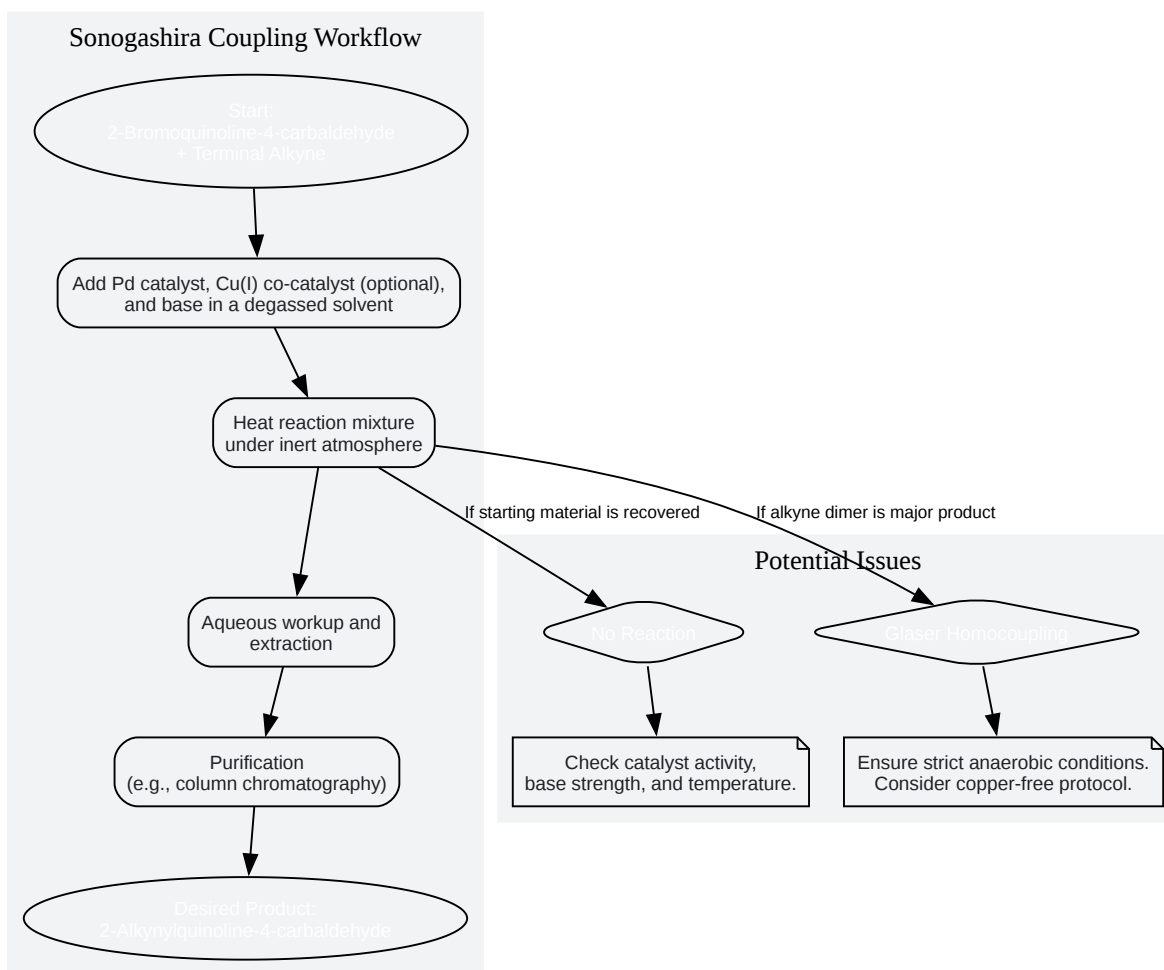 Sonogashira Coupling Workflow
Start:
2-Bromoquinoline-4-carbaldehyde
+ Terminal Alkyne
Add Pd catalyst, Cu(I) co-catalyst (optional),
and base in a degassed solvent
Heat reaction mixture
under inert atmosphere
If starting material is recovered
If alkyne dimer is major product
Potential Issues
Aqueous workup and
extraction
No Reaction
Glaser Homocoupling
Purification
(e.g., column chromatography)
Check catalyst activity,
base strength, and temperature.
Ensure strict anaerobic conditions.
Consider copper-free protocol.
Desired Product:
2-Alkynylquinoline-4-carbaldehyde